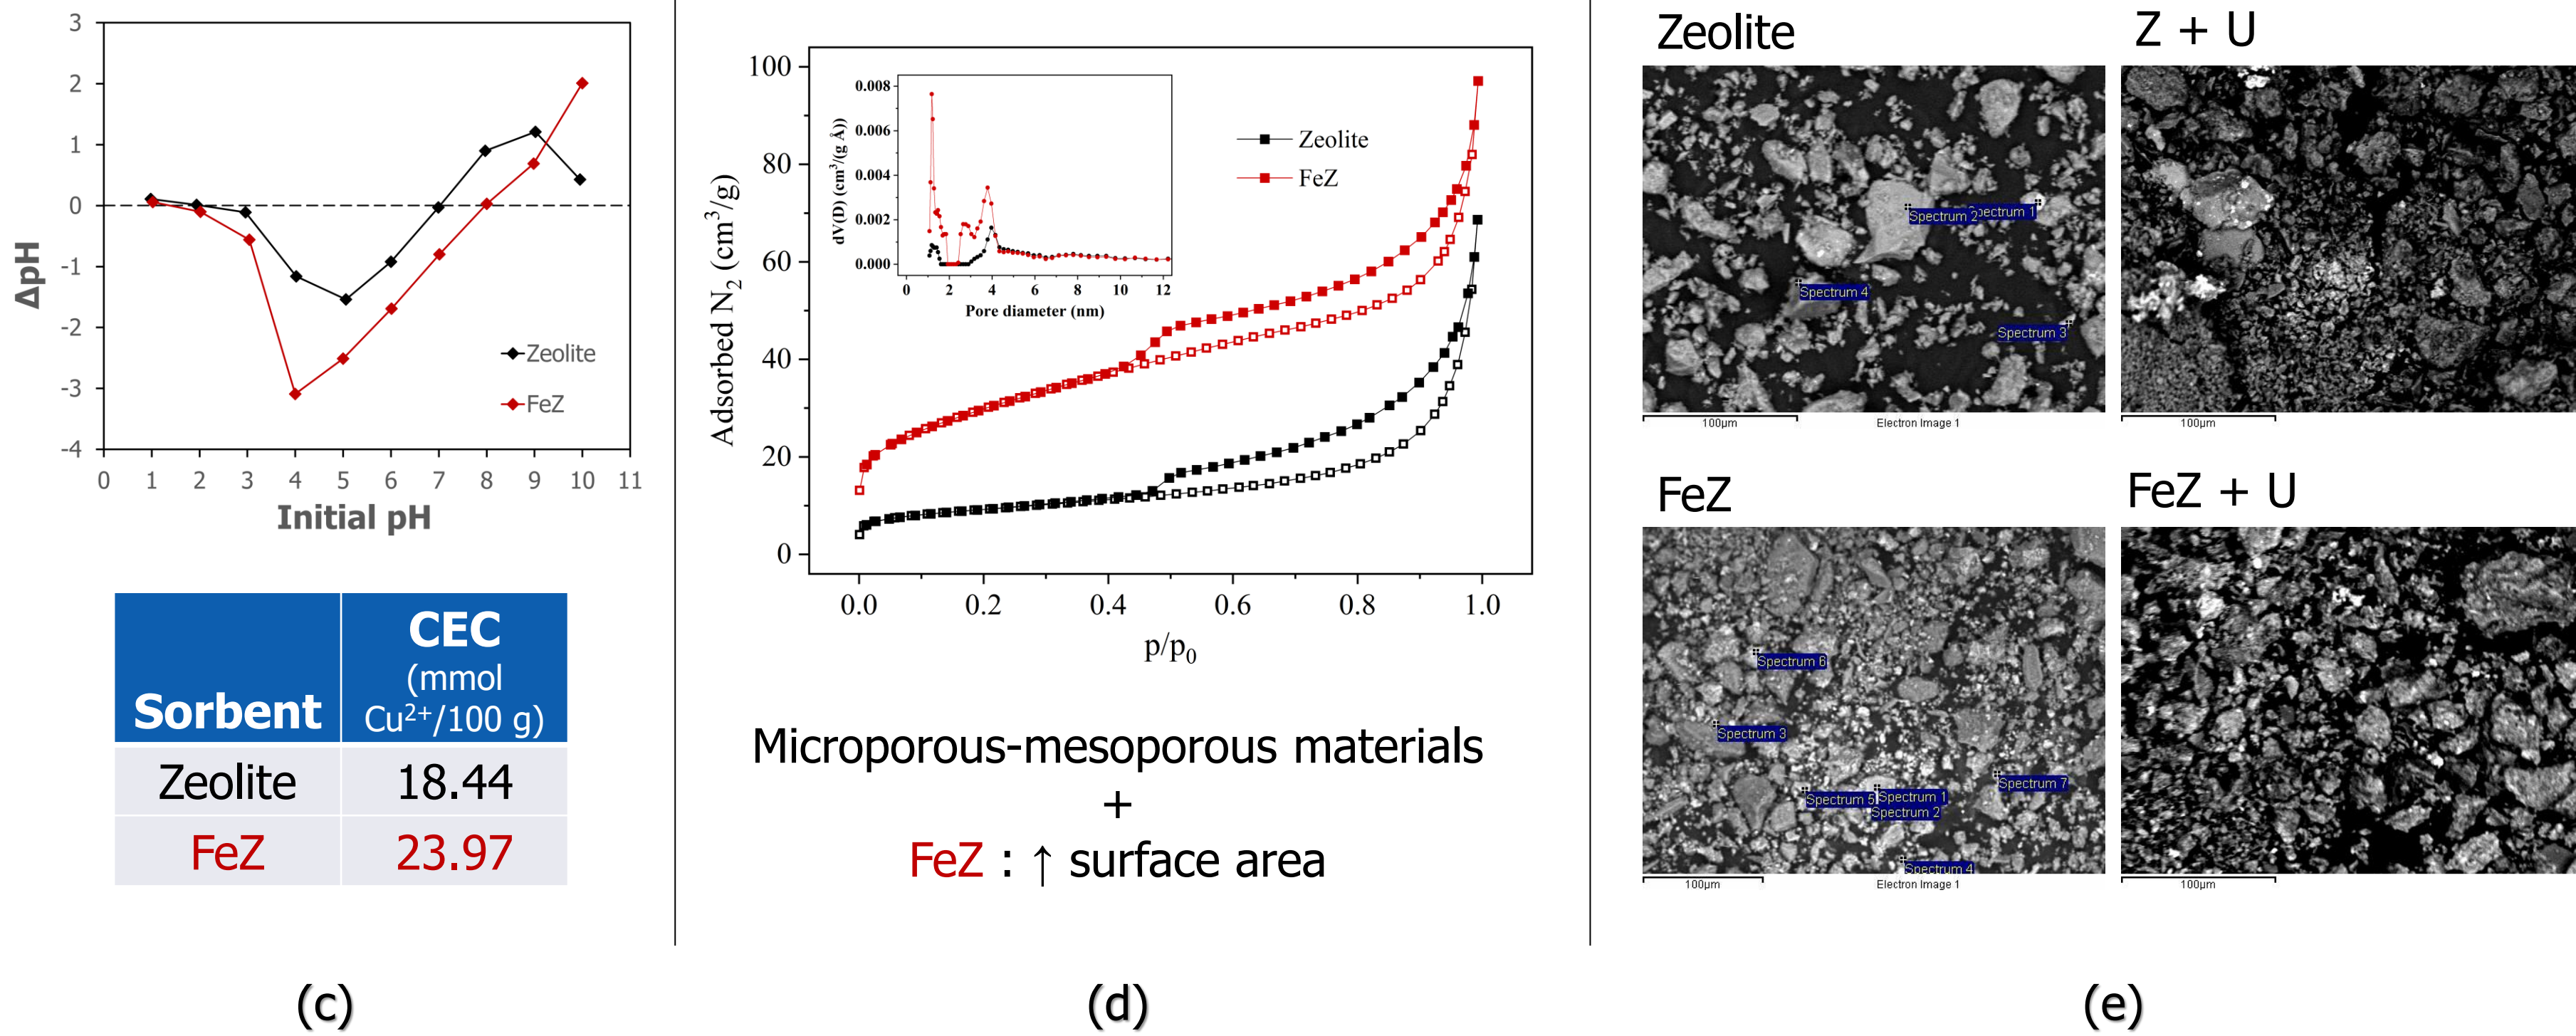 3
2
1
0
-1
-2
-3
-4
ΔpH
Zeolite
FeZ
0 1 2 3 4 5 6 7 8 9 10 11
Initial pH
Sorbent
CEC
(mmol
Cu²⁺/100 g)
Zeolite 18.44
FeZ 23.97
(c)
100
80
60
40
20
0
Adsorbed N₂ (cm³/g)
0.008
0.006
0.004
0.002
0.000
dV(D) (cm³/(g Å))
0 2 4 6 8 10 12
Pore diameter (nm)
Zeolite
FeZ
0.0 0.2 0.4 0.6 0.8 1.0
p/p₀
Microporous-mesoporous materials
+
FeZ : ↑ surface area
(d)
Zeolite
Spectrum 2
Spectrum 1
Spectrum 4
Spectrum 3
100µm Electron Image 1
Z + U
100µm
FeZ
Spectrum 6
Spectrum 3
Spectrum 7
Spectrum 5
Spectrum 1
Spectrum 2
Spectrum 4
100µm Electron Image 1
FeZ + U
100µm
(e)